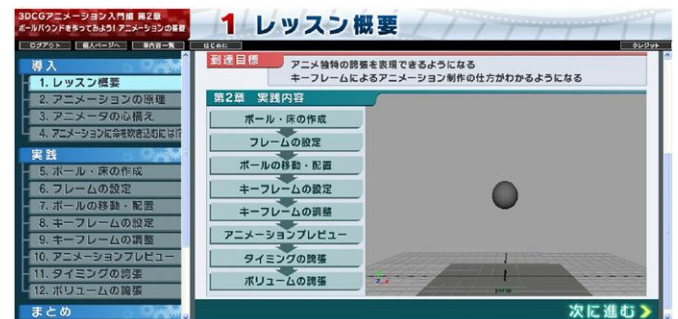 3DCGアニメーション入門編 第2章
ボールバウンドを作ってみよう! アニメーションの基礎
1 レッスン概要
ログアウト
個人ページへ
章内容一覧
はじめに
クレジット
導入
1. レッスン概要
2. アニメーションの原理
3. アニメータの心構え
4. アニメーションに命を吹き込むには!?
実践
5. ボール・床の作成
6. フレームの設定
7. ボールの移動・配置
8. キーフレームの設定
9. キーフレームの調整
10. アニメーションプレビュー
11. タイミングの誇張
12. ボリュームの誇張
まとめ
到達目標
アニメ独特の誇張を表現できるようになる
キーフレームによるアニメーション制作の仕方がわかるようになる
第2章 実践内容
ボール・床の作成
フレームの設定
ボールの移動・配置
キーフレームの設定
キーフレームの調整
アニメーションプレビュー
タイミングの誇張
ボリュームの誇張
persp
次に進む